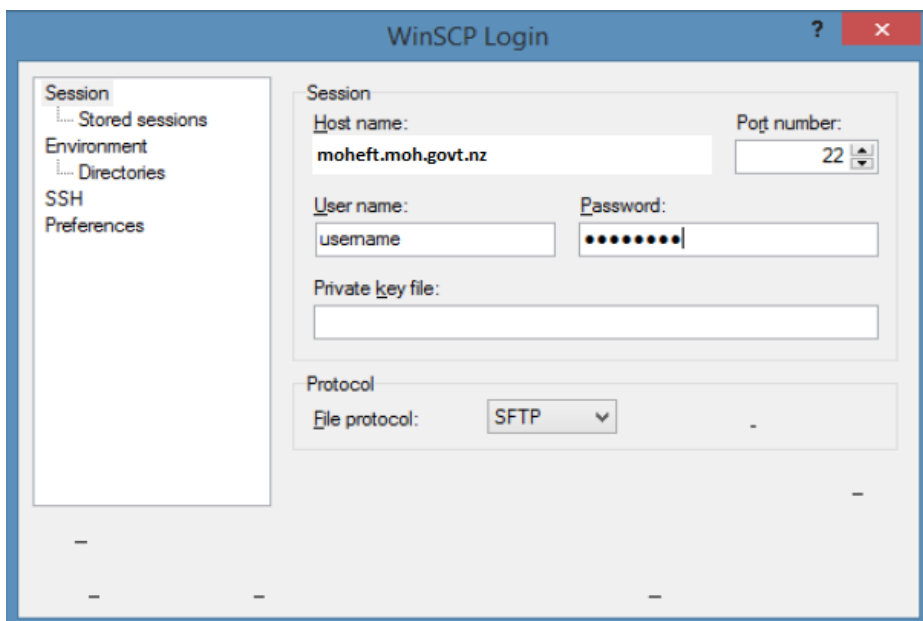 WinSCP Login
?
Session
Stored sessions
Environment
Directories
SSH
Preferences
Session
Host name: Port number:
moheft.moh.govt.nz 22
User name: Password:
username ••••••••
Private key file:
Protocol
File protocol: SFTP